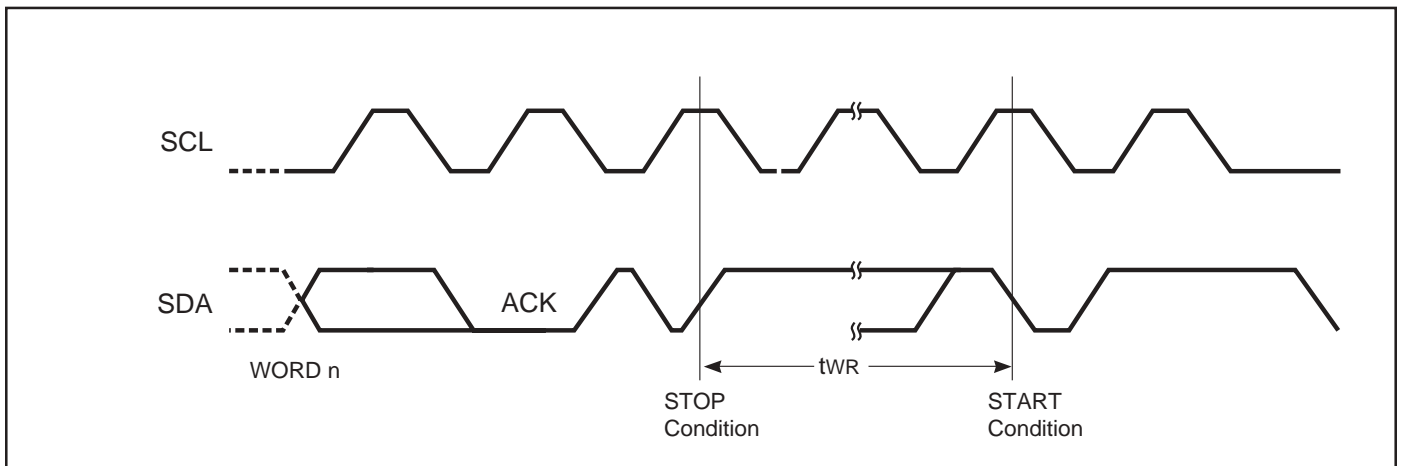 SCL
SDA
ACK
WORD n
tWR
STOP
Condition
START
Condition